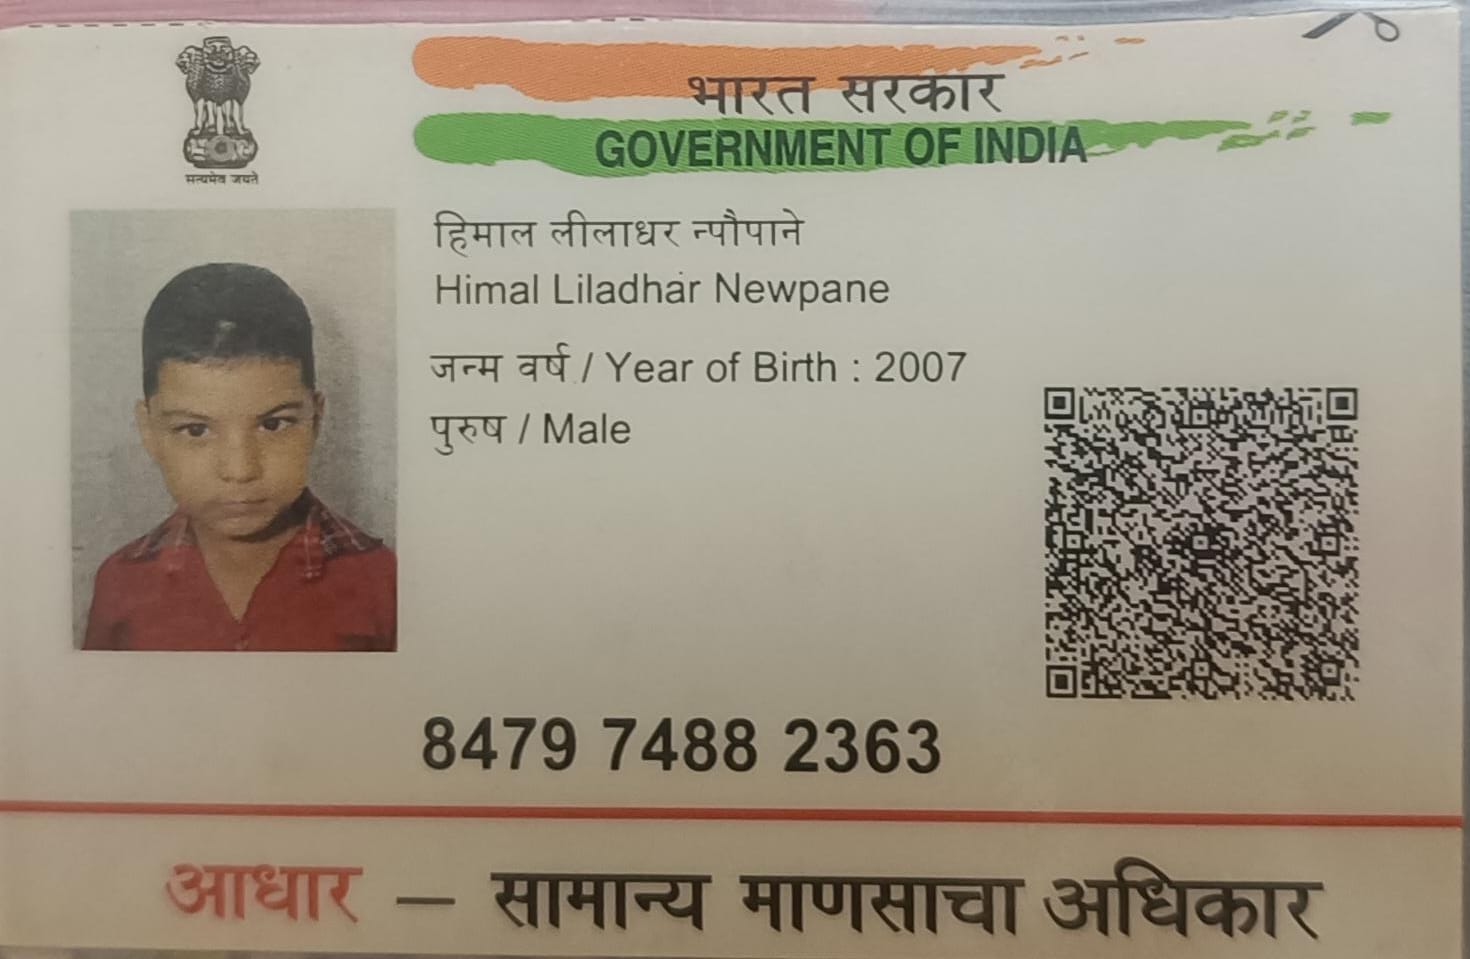 सत्यमेव जयते
भारत सरकार
GOVERNMENT OF INDIA
हिमाल लीलाधर न्पौपाने
Himal Liladhar Newpane
जन्म वर्ष / Year of Birth : 2007
पुरुष / Male
8479 7488 2363
आधार — सामान्य माणसाचा अधिकार